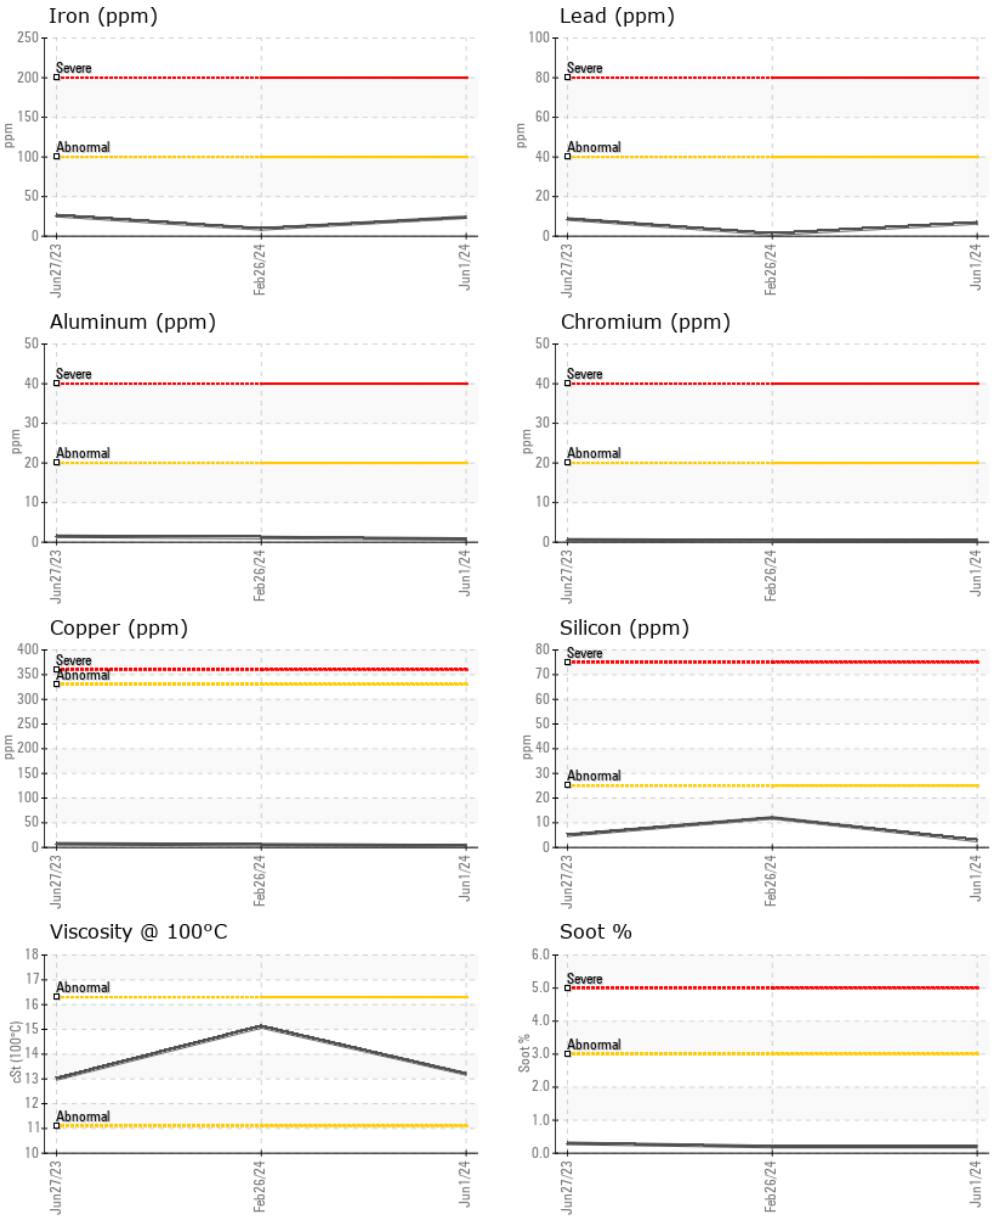 Iron (ppm)
250
200
150
100
50
0
ppm
Severe
Abnormal
Jun27/23
Feb26/24
Jun1/24
Lead (ppm)
100
80
60
40
20
0
ppm
Severe
Abnormal
Jun27/23
Feb26/24
Jun1/24
Aluminum (ppm)
50
40
30
20
10
0
ppm
Severe
Abnormal
Jun27/23
Feb26/24
Jun1/24
Chromium (ppm)
50
40
30
20
10
0
ppm
Severe
Abnormal
Jun27/23
Feb26/24
Jun1/24
Copper (ppm)
400
350
300
250
200
150
100
50
0
ppm
Severe
Abnormal
Jun27/23
Feb26/24
Jun1/24
Silicon (ppm)
80
70
60
50
40
30
20
10
0
ppm
Severe
Abnormal
Jun27/23
Feb26/24
Jun1/24
Viscosity @ 100°C
18
17
16
15
14
13
12
11
10
cSt (100°C)
Abnormal
Abnormal
Jun27/23
Feb26/24
Jun1/24
Soot %
6.0
5.0
4.0
3.0
2.0
1.0
0.0
Soot %
Severe
Abnormal
Jun27/23
Feb26/24
Jun1/24